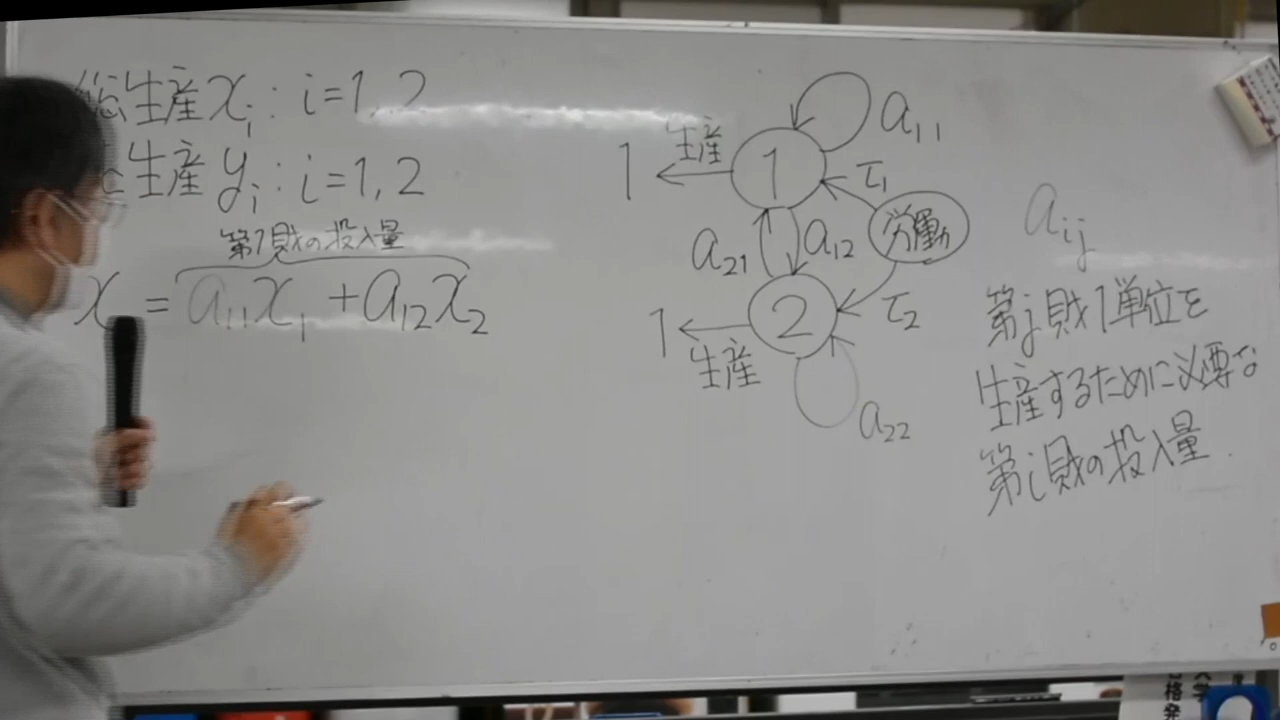 総生産 xᵢ : i=1,2
生産 yᵢ : i=1,2
第1財の投入量
x = a₁₁x₁ + a₁₂x₂
a₁₁
1
生産
1
τ₁
労働
a₂₁
a₁₂
1
生産
2
τ₂
a₂₂
aᵢⱼ
第j財1単位を
生産するために必要な
第i財の投入量.